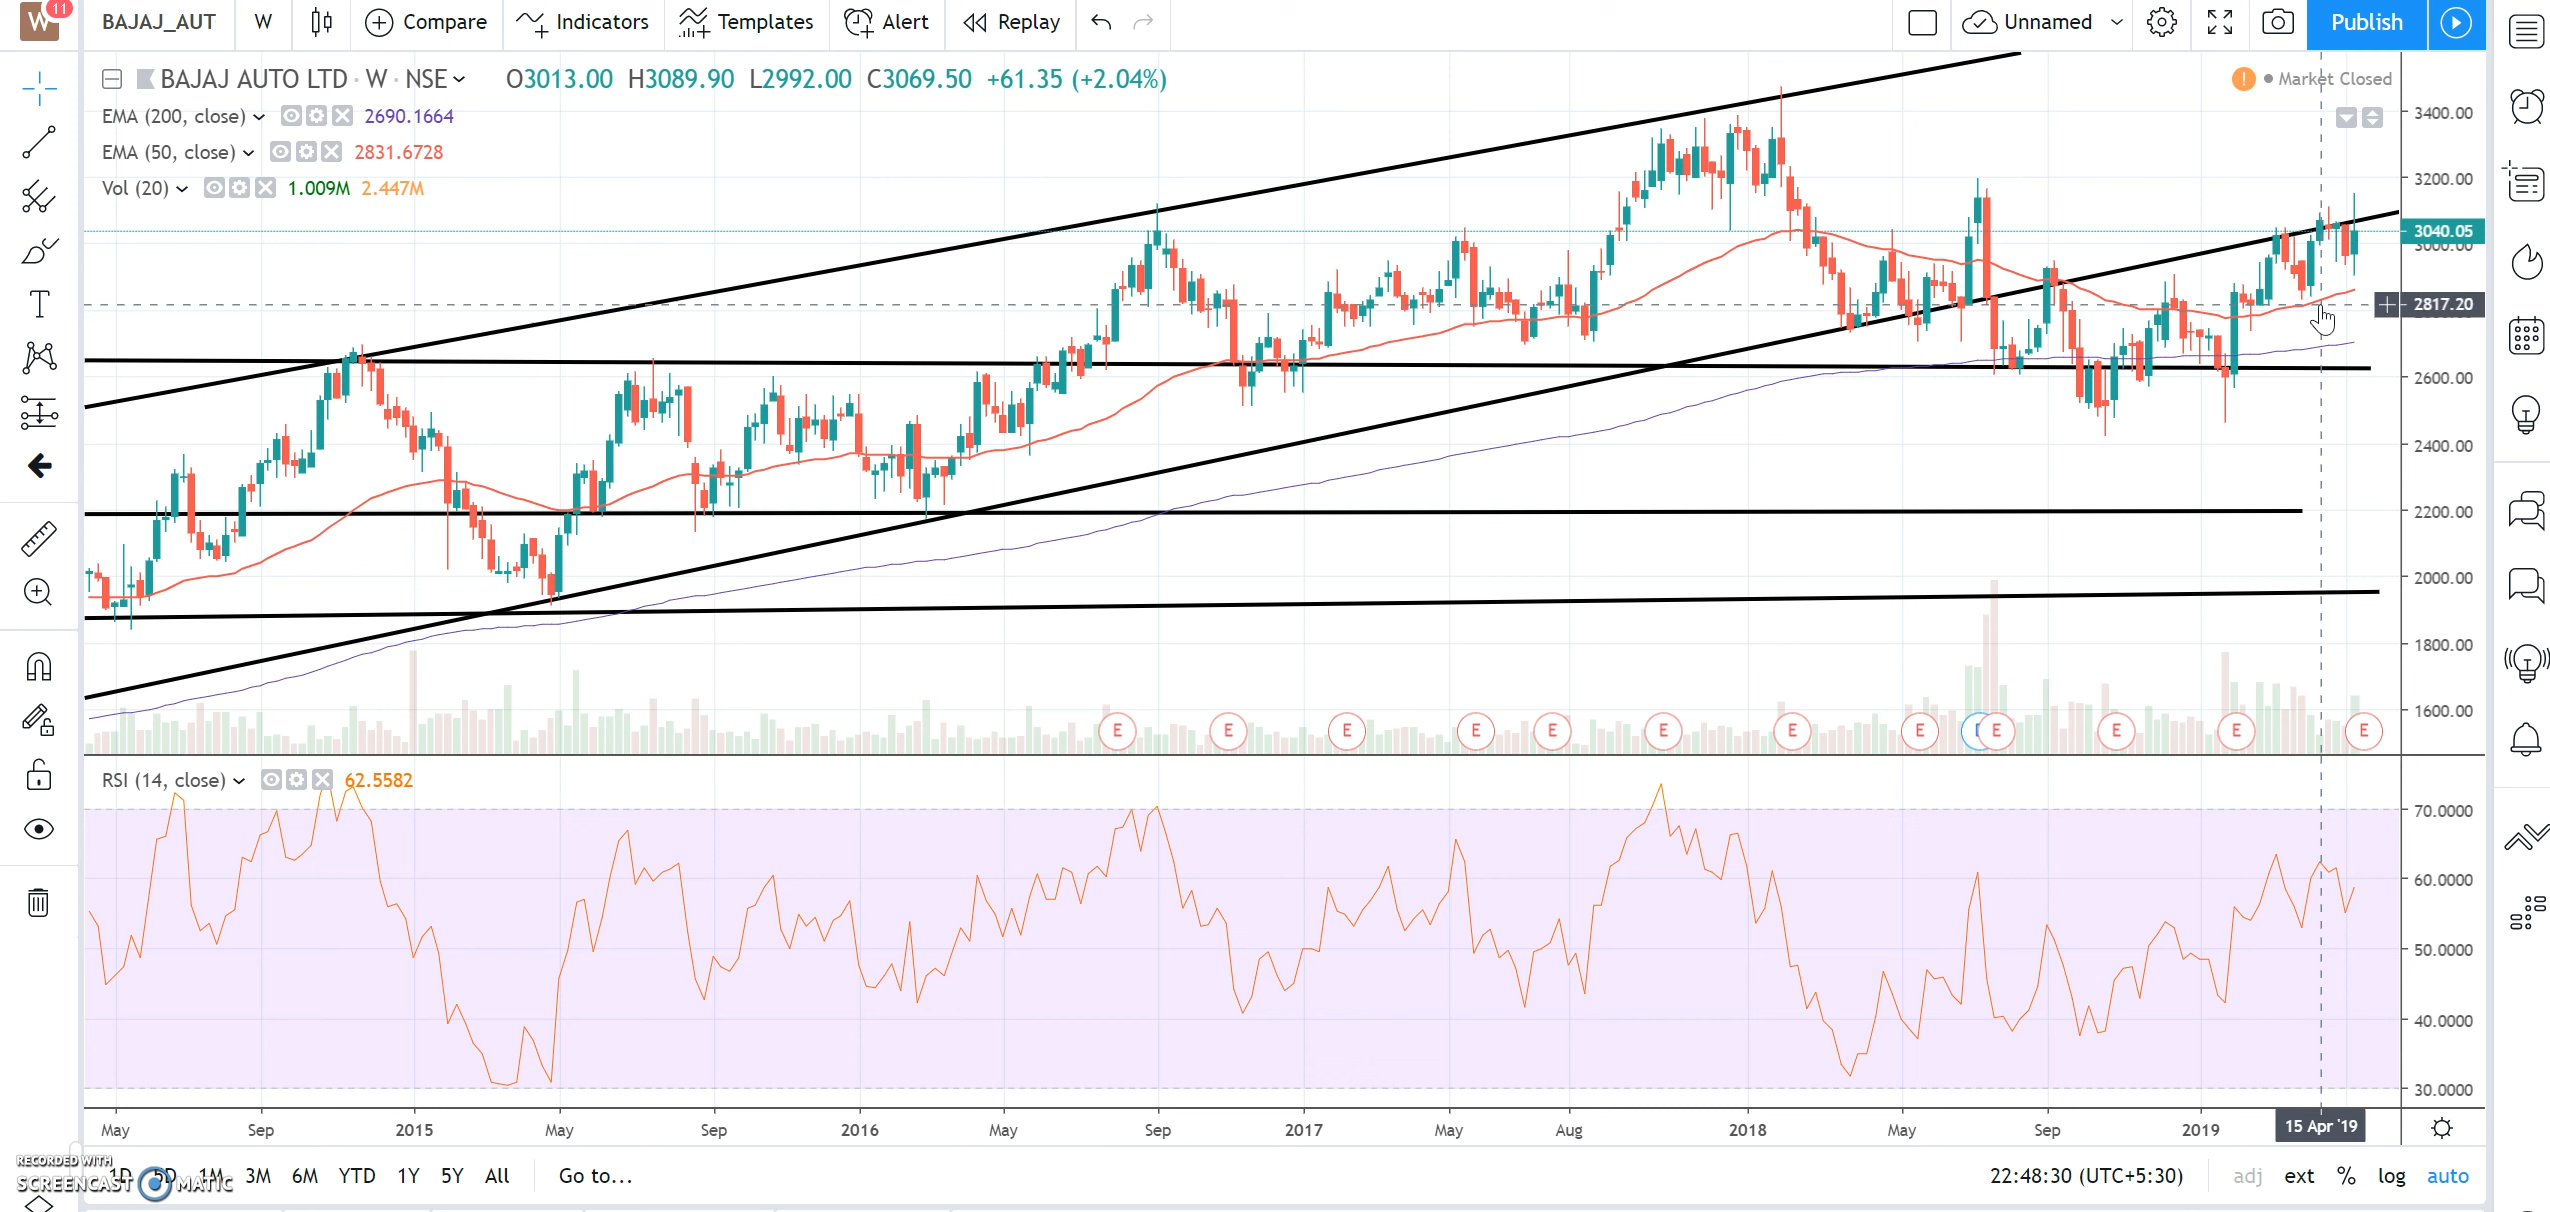 W 11 BAJAJ_AUT W Compare Indicators Templates Alert Replay Unnamed Publish
BAJAJ AUTO LTD · W · NSE O3013.00 H3089.90 L2992.00 C3069.50 +61.35 (+2.04%)
Market Closed
EMA (200, close) 2690.1664
EMA (50, close) 2831.6728
Vol (20) 1.009M 2.447M
3400.00
3200.00
3040.05
3000.00
2817.20
2600.00
2400.00
2200.00
2000.00
1800.00
1600.00
E E E E E E E E E E E E
RSI (14, close) 62.5582
70.0000
60.0000
50.0000
40.0000
30.0000
May Sep 2015 May Sep 2016 May Sep 2017 May Aug 2018 May Sep 2019 15 Apr '19
1D 5D 1M 3M 6M YTD 1Y 5Y All Go to... 22:48:30 (UTC+5:30) adj ext % log auto
RECORDED WITH
SCREENCAST MATIC